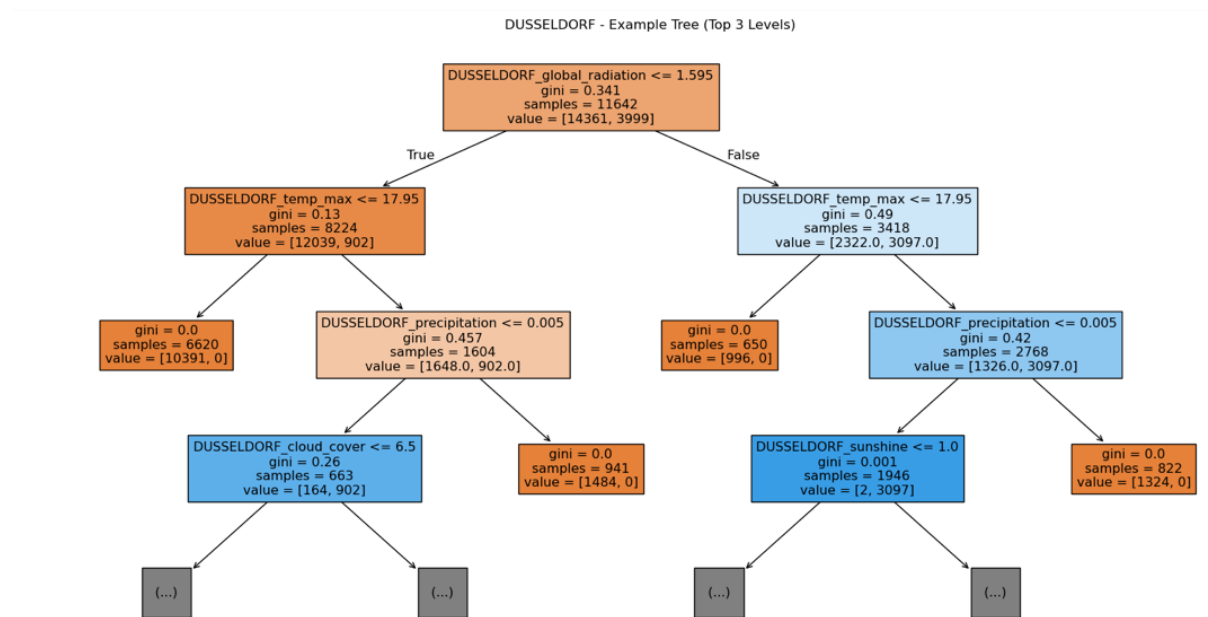 DUSSELDORF - Example Tree (Top 3 Levels)
DUSSELDORF_global_radiation <= 1.595
gini = 0.341
samples = 11642
value = [14361, 3999]
True
False
DUSSELDORF_temp_max <= 17.95
gini = 0.13
samples = 8224
value = [12039, 902]
DUSSELDORF_temp_max <= 17.95
gini = 0.49
samples = 3418
value = [2322.0, 3097.0]
gini = 0.0
samples = 6620
value = [10391, 0]
DUSSELDORF_precipitation <= 0.005
gini = 0.457
samples = 1604
value = [1648.0, 902.0]
gini = 0.0
samples = 650
value = [996, 0]
DUSSELDORF_precipitation <= 0.005
gini = 0.42
samples = 2768
value = [1326.0, 3097.0]
DUSSELDORF_cloud_cover <= 6.5
gini = 0.26
samples = 663
value = [164, 902]
gini = 0.0
samples = 941
value = [1484, 0]
DUSSELDORF_sunshine <= 1.0
gini = 0.001
samples = 1946
value = [2, 3097]
gini = 0.0
samples = 822
value = [1324, 0]
(...)
(...)
(...)
(...)